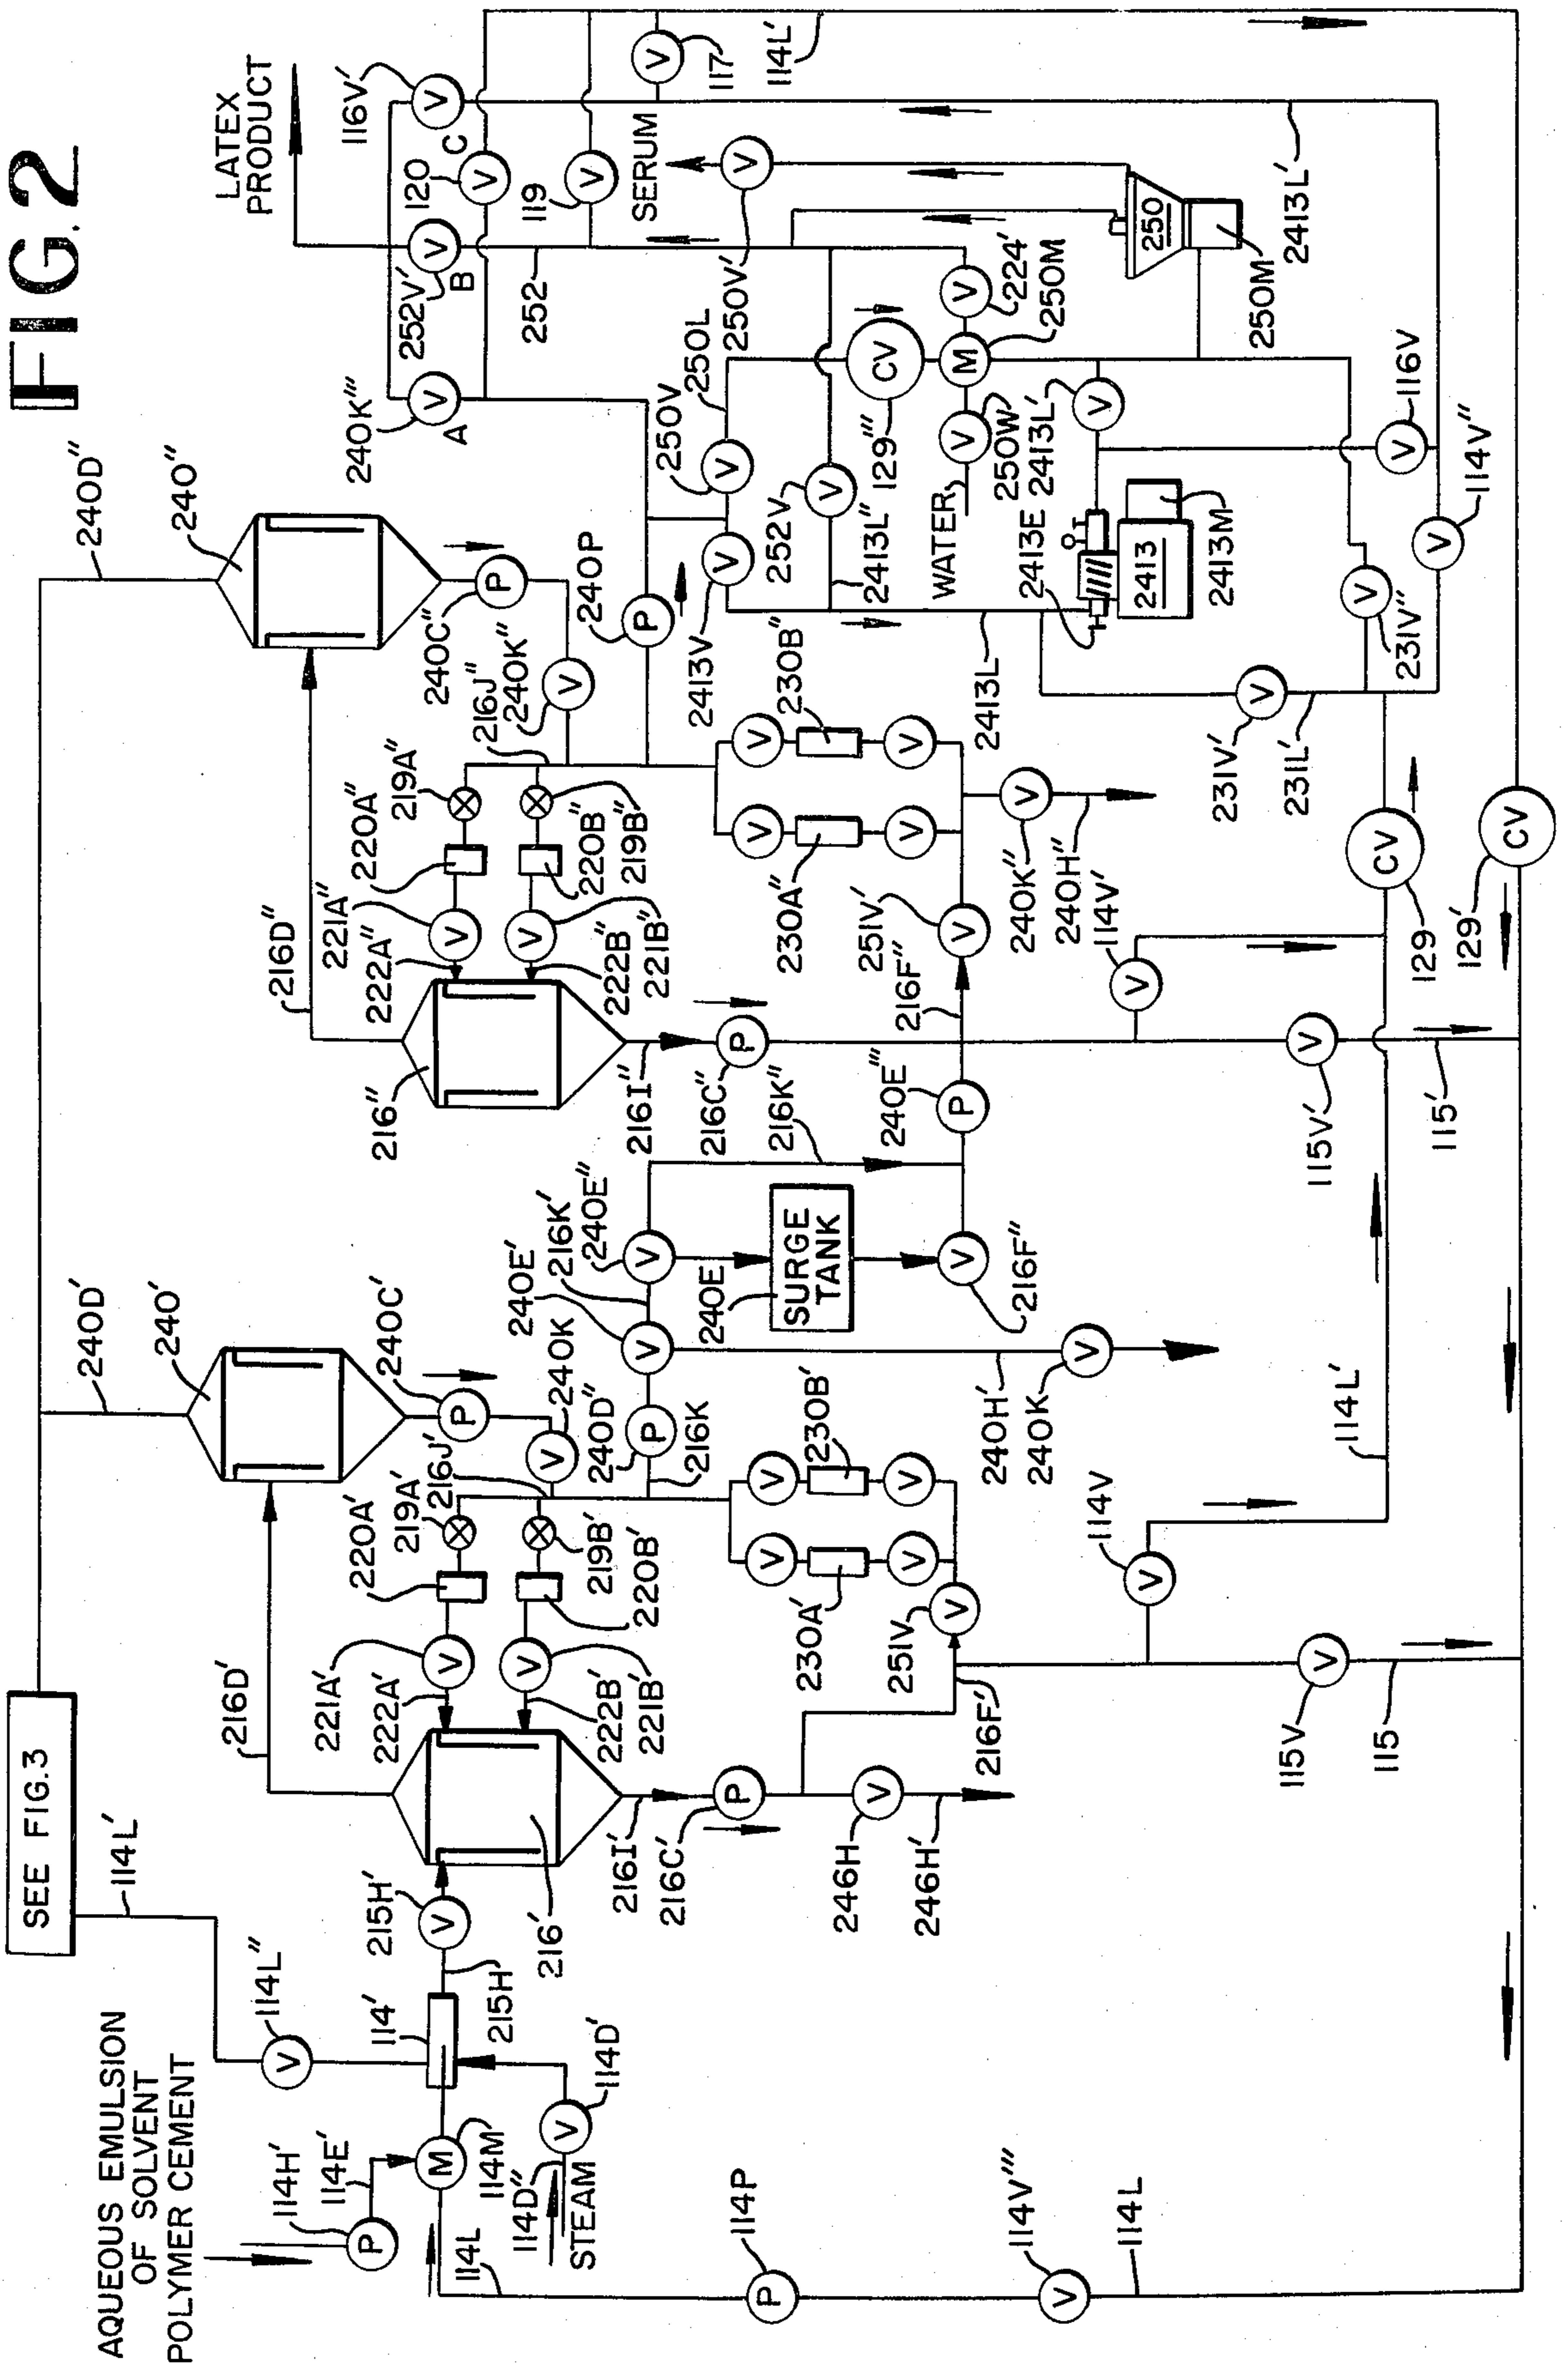 FIG. 2
SEE FIG. 3
AQUEOUS EMULSION
OF SOLVENT
POLYMER CEMENT
114H'
114E'
P
M
114M'
114L
114D"
STEAM
V
114D'
114'
114L"
V
114L'
215H'
V
215H
216'
216D'
221A'
222A'
V
220A'
219A'
216J'
V
222B'
221B'
219B'
220B'
240D'
240'
240C'
P
240K
V
240D"
P
216K
240E'
V
216K'
240E"
V
240E
SURGE
TANK
V
216F"
216K"
240E'''
P
216I'
216C'
P
246H
V
246H'
216F'
251V
V
230A'
V
V
230B'
V
V
240H'
240K
V
216"
216D"
221A"
222A"
V
220A"
219A"
216J"
V
222B"
221B"
219B"
220B"
240D"
240"
240C"
P
240K"
V
240P
P
216I"
216C"
P
216F"
251V'
V
230A"
V
V
230B"
V
V
240K"
V
240H"
114V'
V
115V'
V
115'
114V
V
115V
V
115
114L'
114P
P
114V'''
V
114L
129
CV
129'
CV
231V'
V
231L'
231V"
V
114V"
V
116V
V
2413V
V
250V
V
250L
250V'
V
2413L
2413L"
252V
V
129'''
CV
WATER
V
250W
M
250M
V
224'
2413E
2413
2413M
2413L'
V
250
250M
2413L'
SERUM
LATEX
PRODUCT
240K'''
V
A
252V'
V
B
252
120
V
C
116V'
V
119
V
117
V
114L'